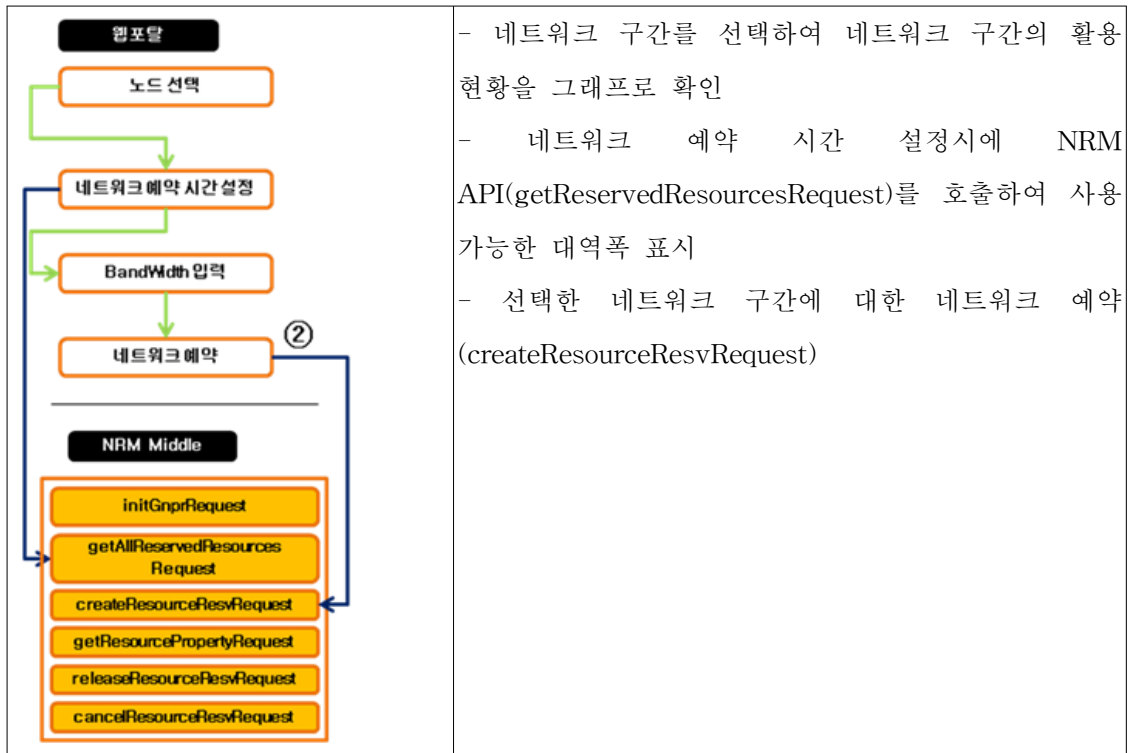 웹포탈
노드 선택
네트워크 예약 시간 설정
BandWidth 입력
네트워크 예약
②
NRM Middle
initGnprRequest
getAllReservedResources
Request
createResourceResvRequest
getResourcePropertyRequest
releaseResourceResvRequest
cancelResourceResvRequest
- 네트워크 구간를 선택하여 네트워크 구간의 활용
현황을 그래프로 확인
- 네트워크 예약 시간 설정시에 NRM
API(getReservedResourcesRequest)를 호출하여 사용
가능한 대역폭 표시
- 선택한 네트워크 구간에 대한 네트워크 예약
(createResourceResvRequest)